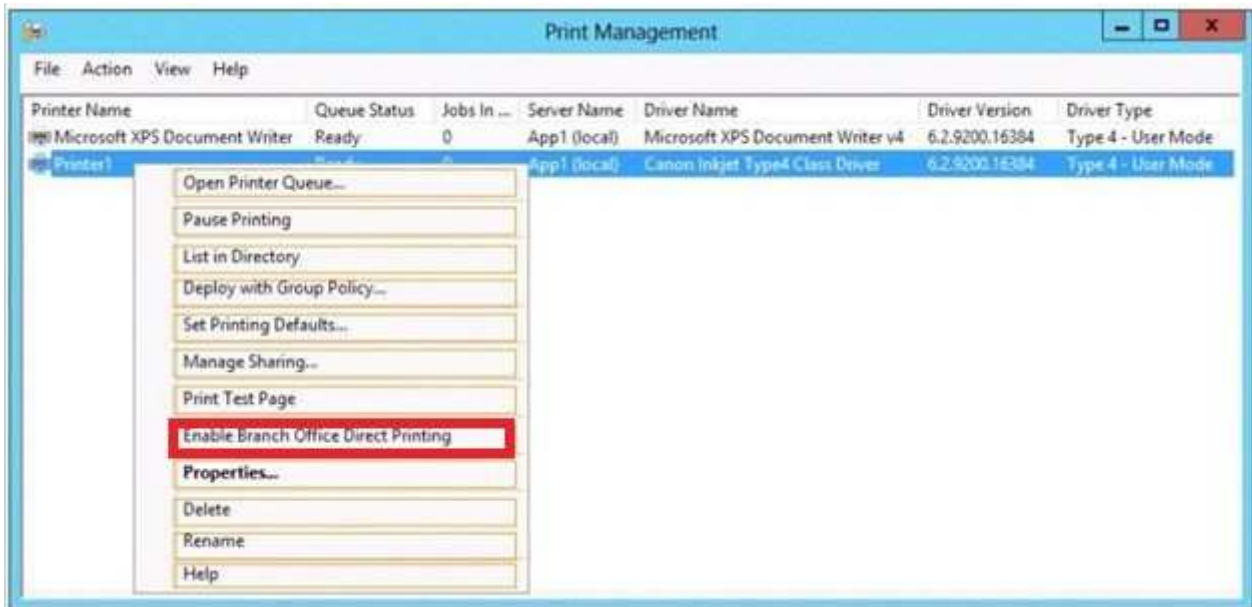 Print Management
File Action View Help
Printer Name Queue Status Jobs In ... Server Name Driver Name Driver Version Driver Type
Microsoft XPS Document Writer Ready 0 App1 (local) Microsoft XPS Document Writer v4 6.2.9200.16384 Type 4 - User Mode
Printer1 Ready 0 App1 (local) Canon Inkjet Type4 Class Driver 6.2.9200.16384 Type 4 - User Mode
Open Printer Queue...
Pause Printing
List in Directory
Deploy with Group Policy...
Set Printing Defaults...
Manage Sharing...
Print Test Page
Enable Branch Office Direct Printing
Properties...
Delete
Rename
Help